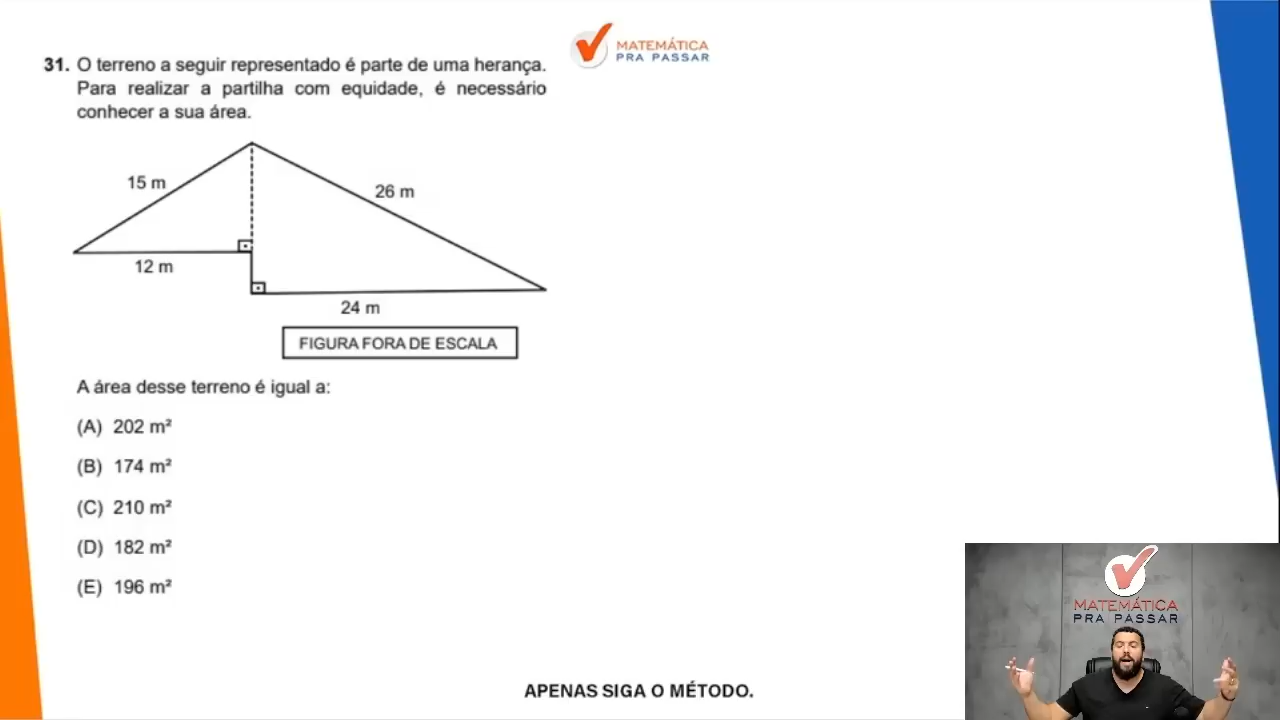 MATEMÁTICA
PRA PASSAR
31. O terreno a seguir representado é parte de uma herança.
Para realizar a partilha com equidade, é necessário
conhecer a sua área.
15 m
26 m
12 m
24 m
FIGURA FORA DE ESCALA
A área desse terreno é igual a:
(A) 202 m²
(B) 174 m²
(C) 210 m²
(D) 182 m²
(E) 196 m²
MATEMÁTICA
PRA PASSAR
APENAS SIGA O MÉTODO.